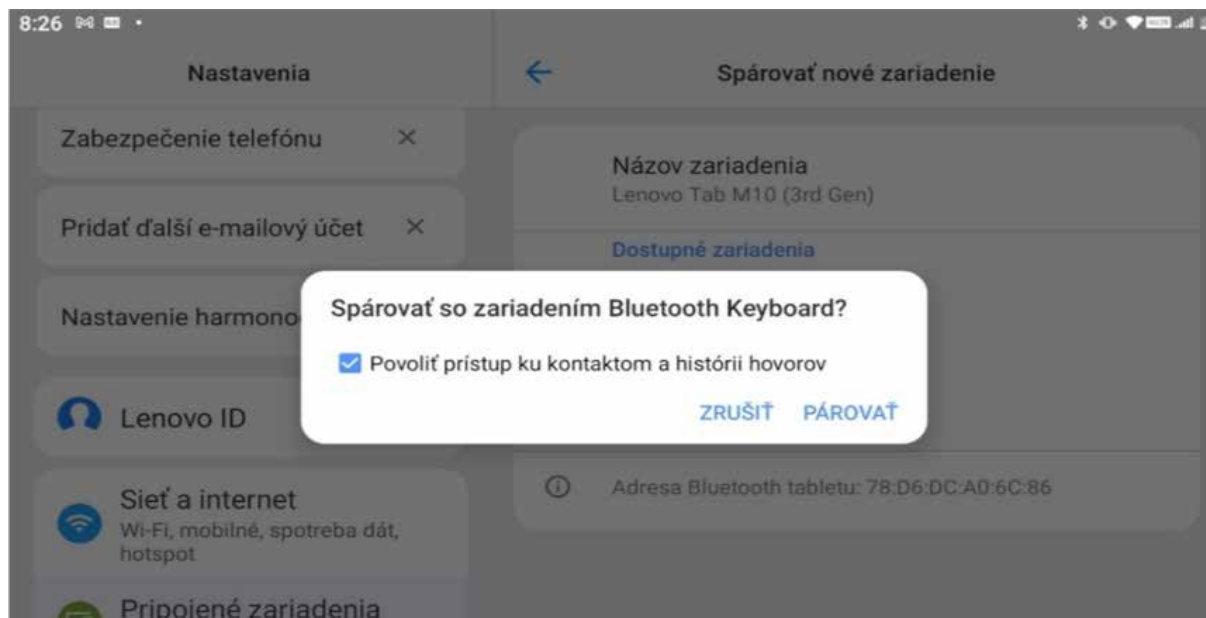 8:26
Nastavenia
Zabezpečenie telefónu
Pridať ďalší e-mailový účet
Nastavenie harmono
Lenovo ID
Sieť a internet
Wi-Fi, mobilné, spotreba dát,
hotspot
Pripojené zariadenia
Spárovať nové zariadenie
Názov zariadenia
Lenovo Tab M10 (3rd Gen)
Dostupné zariadenia
Spárovať so zariadením Bluetooth Keyboard?
Povoliť prístup ku kontaktom a histórii hovorov
ZRUŠIŤ PÁROVAŤ
Adresa Bluetooth tabletu: 78:D6:DC:A0:6C:86